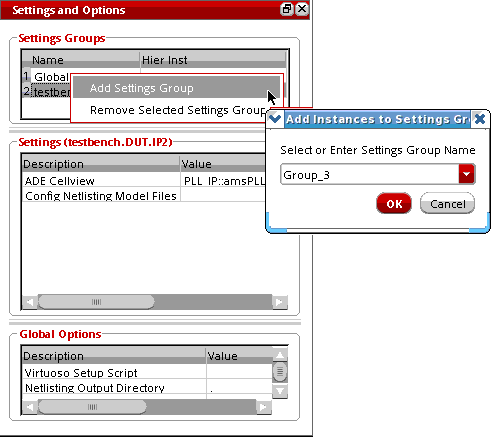 Settings and Options
Settings Groups
Name Hier Inst
1 Global
2 testben
Add Settings Group
Remove Selected Settings Group
Add Instances to Settings Gr
Select or Enter Settings Group Name
Group_3
OK Cancel
Settings (testbench.DUT.IP2)
Description Value
ADE Cellview PLL_IP::amsPLL
Config Netlisting Model Files
Global Options
Description Value
Virtuoso Setup Script
Netlisting Output Directory .